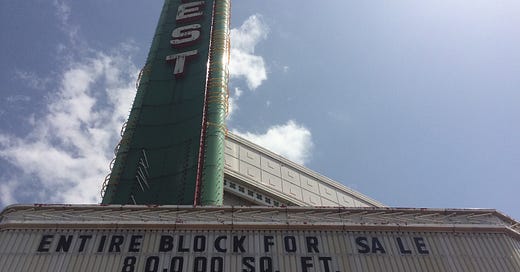 EST
ENTIRE BLOCK FOR SALE
80,000 SQ. FT.